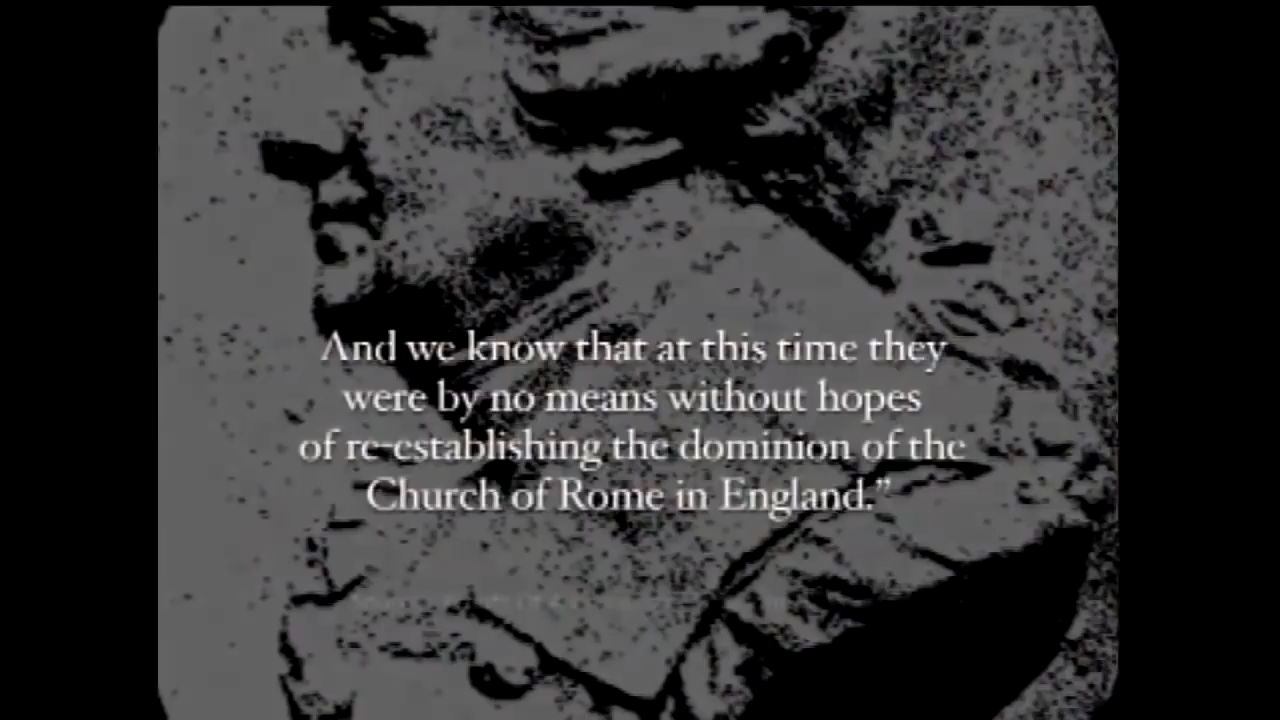 And we know that at this time they
were by no means without hopes
of re-establishing the dominion of the
Church of Rome in England.”